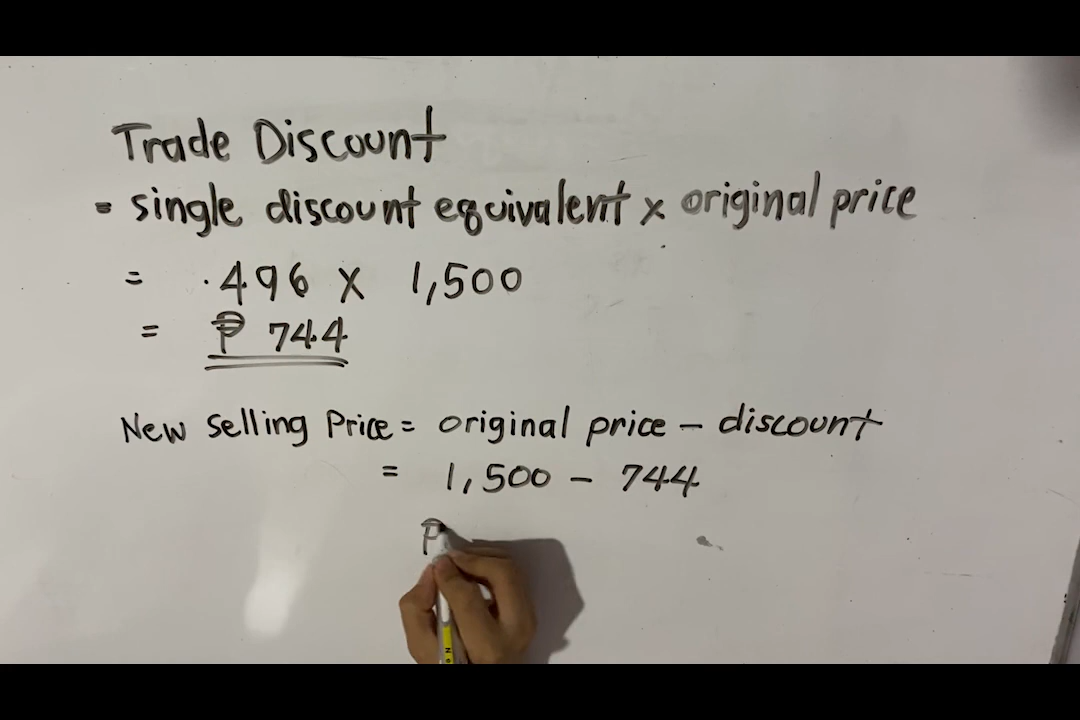 Trade Discount
= single discount equivalent x original price
= .496 x 1,500
= ₱ 744
New Selling Price = original price - discount
= 1,500 - 744
₱